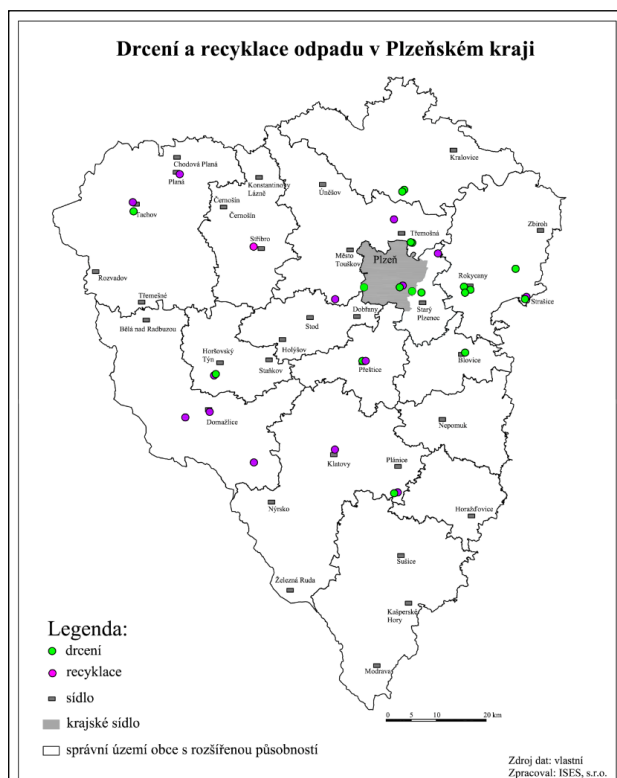 Drcení a recyklace odpadu v Plzeňském kraji
Kralovice
Chodová Planá
Planá
Konstantinovy
Lázně
Úněšov
Černošín
Černošín
Tachov
Třemošná
Zbiroh
Stříbro
Město
Touškov
Plzeň
Rozvadov
Rokycany
Třemešné
Strašice
Starý
Plzenec
Dobřany
Stod
Bělá nad Radbuzou
Holýšov
Horšovský
Týn
Staňkov
Přeštice
Blovice
Domažlice
Nepomuk
Klatovy
Plánice
Nýrsko
Horažďovice
Sušice
Železná Ruda
Kašperské
Hory
Modrava
Legenda:
drcení
recyklace
sídlo
krajské sídlo
správní území obce s rozšířenou působností
0 5 10 20 km
Zdroj dat: vlastní
Zpracoval: ISES, s.r.o.